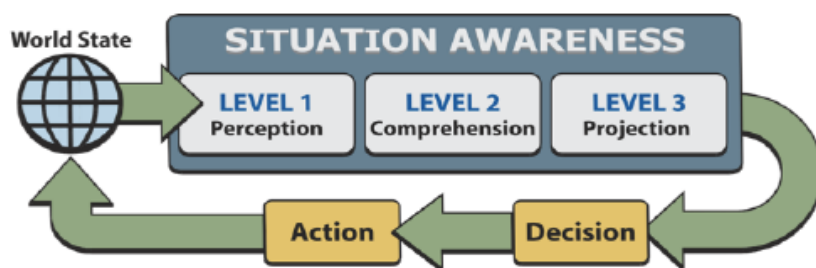 World State
SITUATION AWARENESS
LEVEL 1
Perception
LEVEL 2
Comprehension
LEVEL 3
Projection
Action
Decision